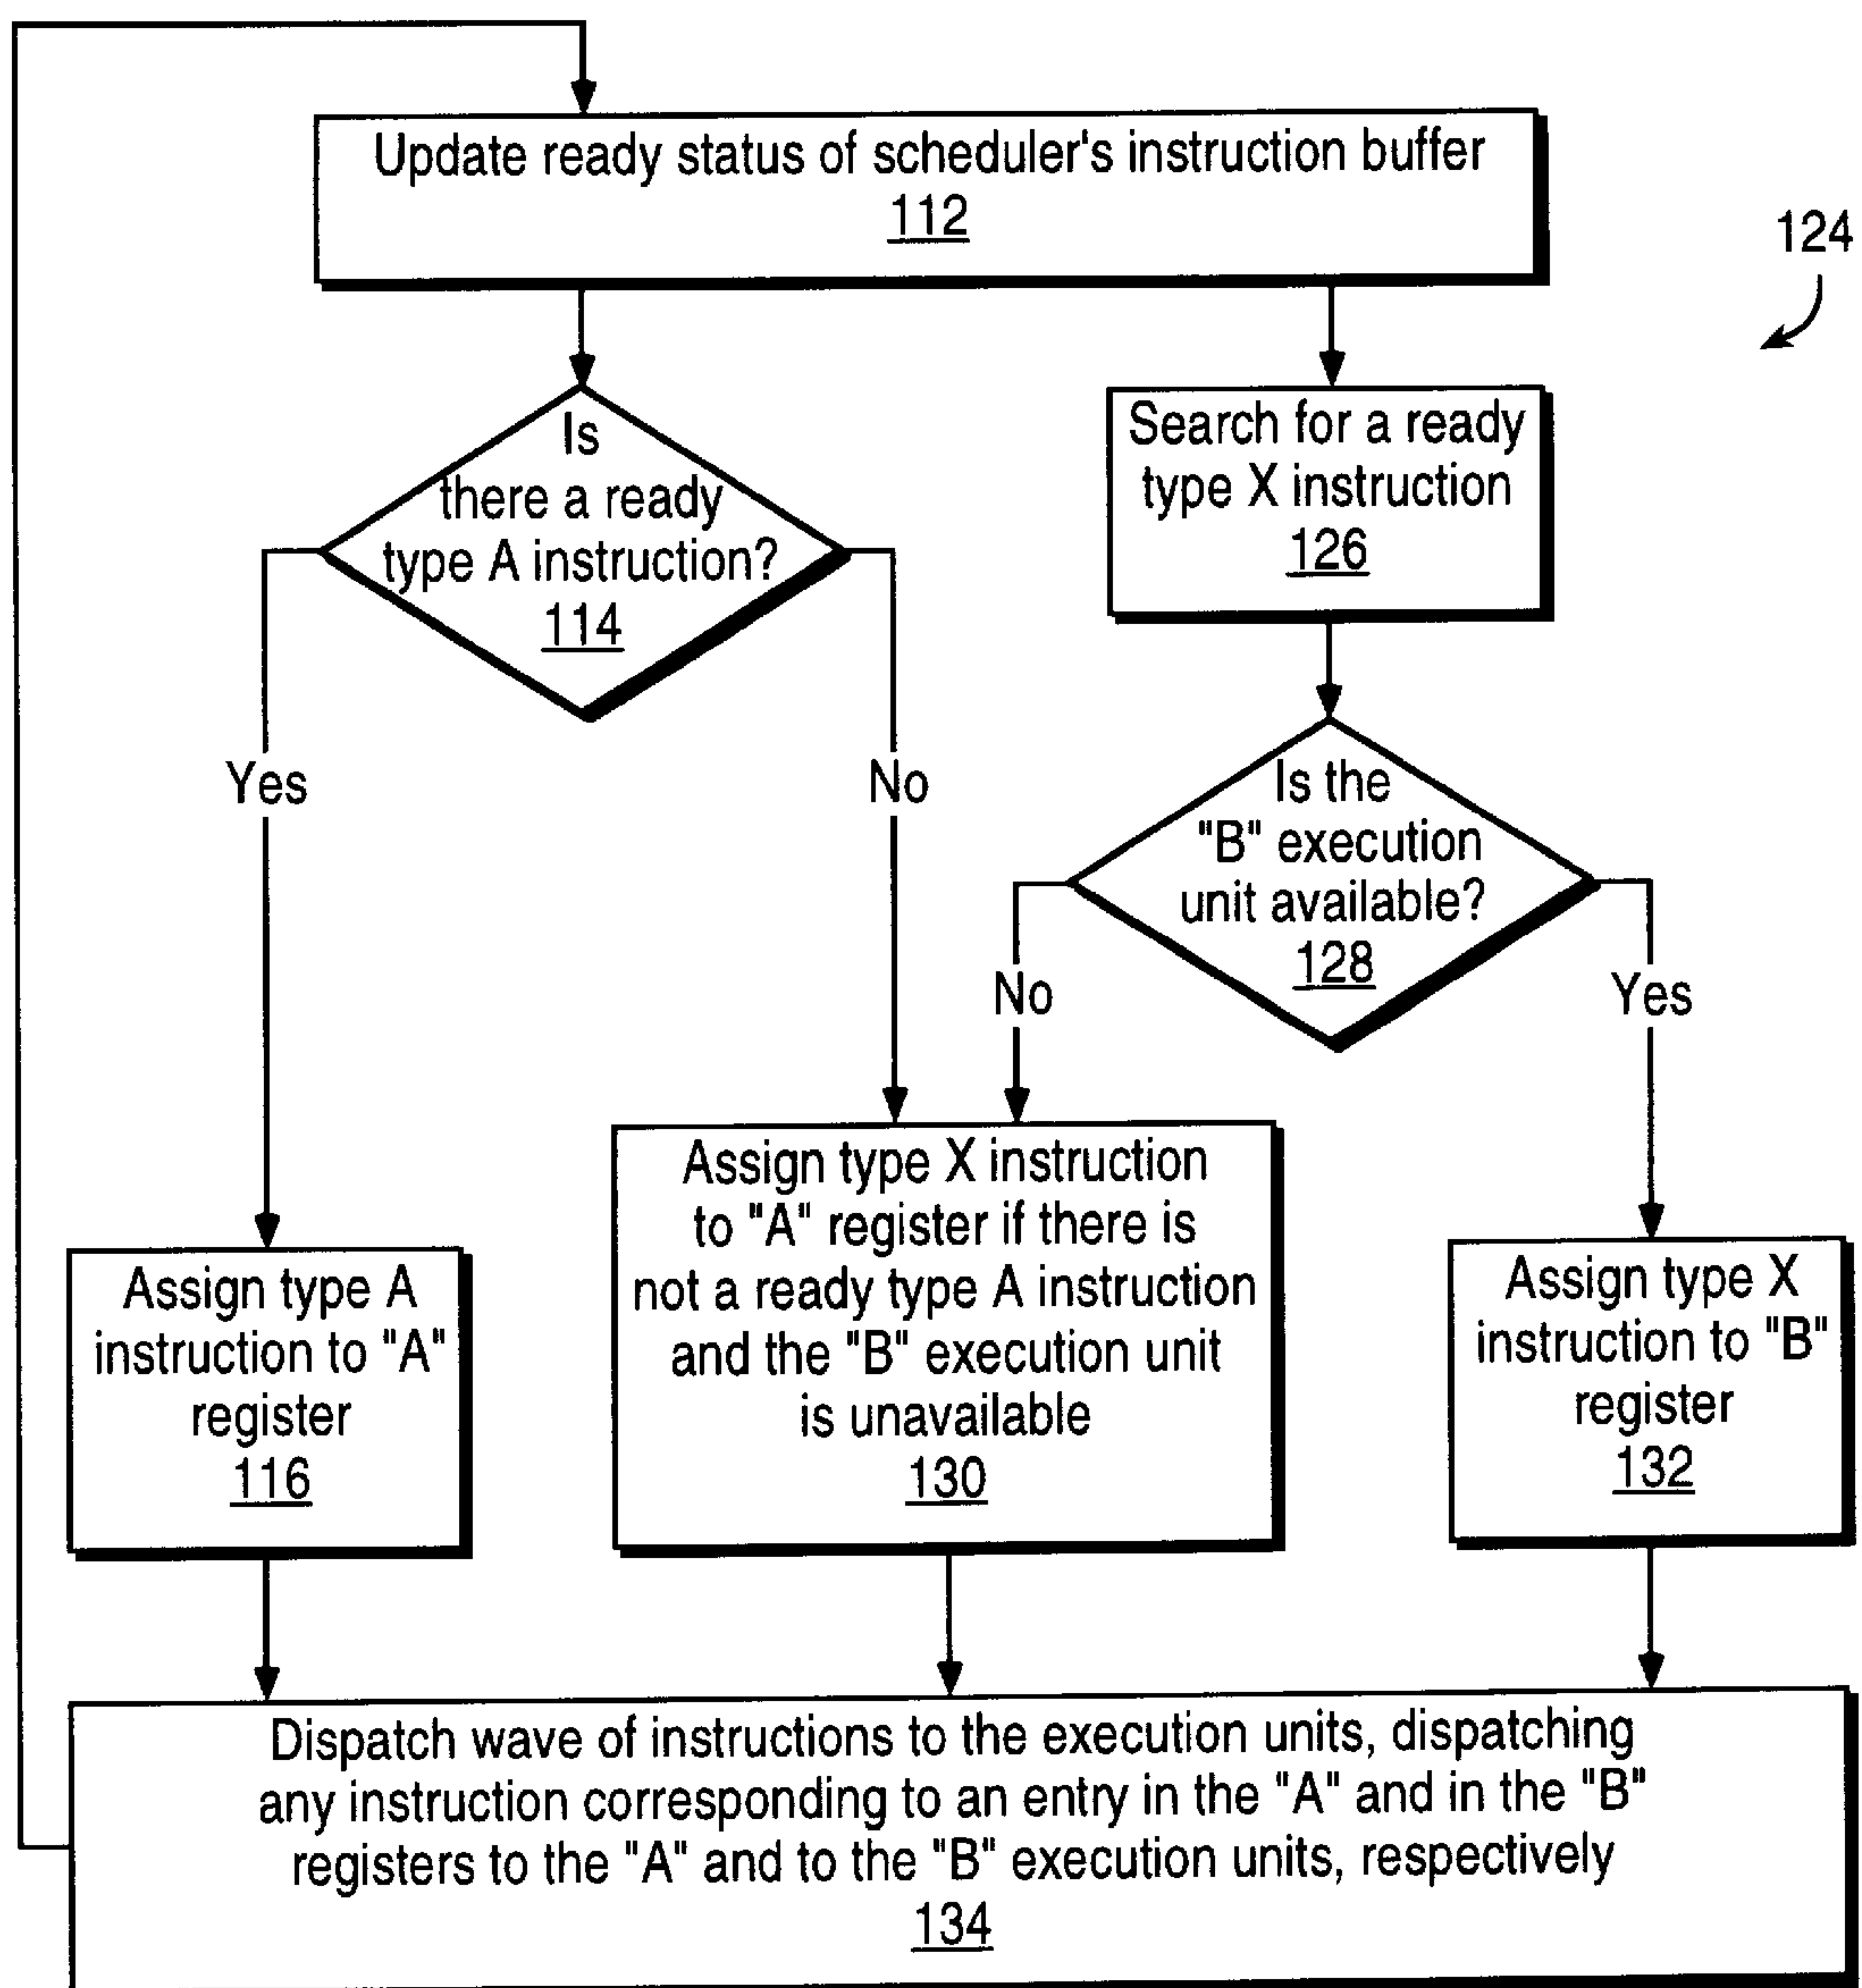 Update ready status of scheduler's instruction buffer
112
124
Is
there a ready
type A instruction?
114
Search for a ready
type X instruction
126
Yes
No
Is the
"B" execution
unit available?
128
No
Yes
Assign type A
instruction to "A"
register
116
Assign type X instruction
to "A" register if there is
not a ready type A instruction
and the "B" execution unit
is unavailable
130
Assign type X
instruction to "B"
register
132
Dispatch wave of instructions to the execution units, dispatching
any instruction corresponding to an entry in the "A" and in the "B"
registers to the "A" and to the "B" execution units, respectively
134